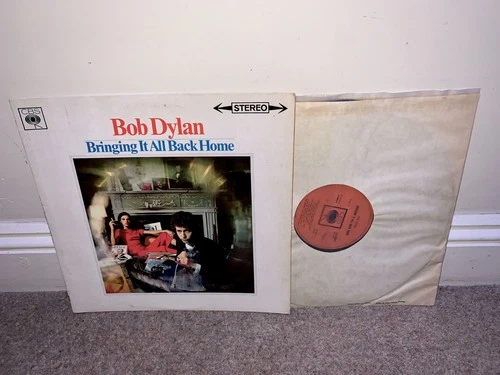 CBS
STEREO
Bob Dylan
Bringing It All Back Home